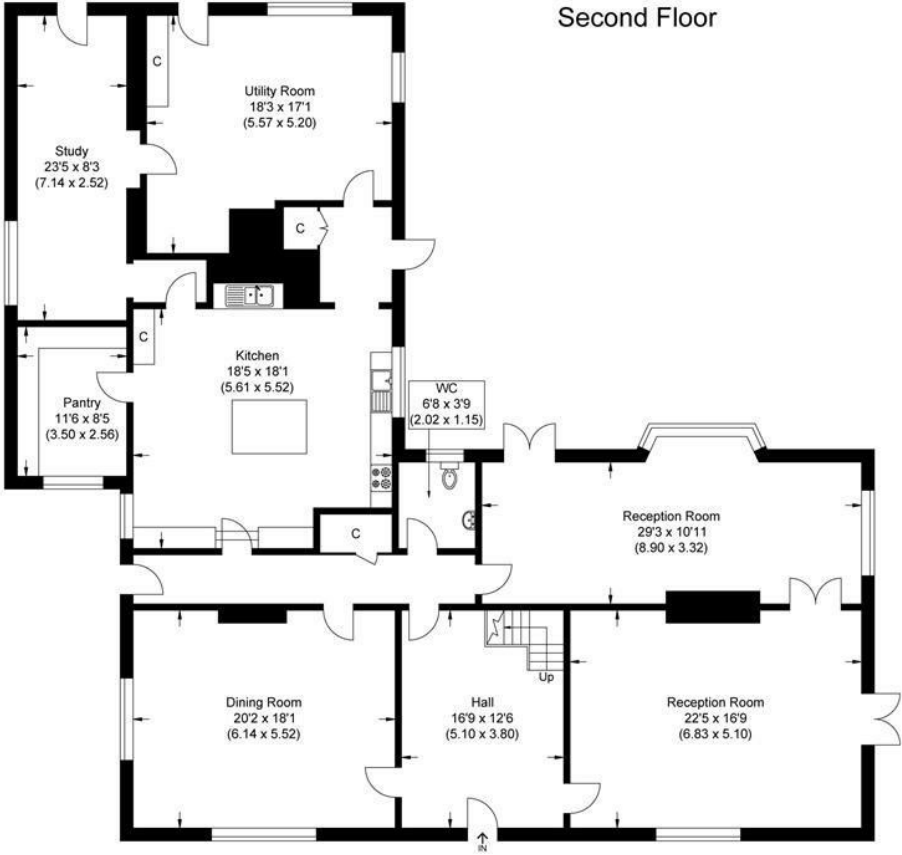 Second Floor
C
Utility Room
18'3 x 17'1
(5.57 x 5.20)
Study
23'5 x 8'3
(7.14 x 2.52)
C
C
Kitchen
18'5 x 18'1
(5.61 x 5.52)
WC
6'8 x 3'9
(2.02 x 1.15)
Pantry
11'6 x 8'5
(3.50 x 2.56)
Reception Room
29'3 x 10'11
(8.90 x 3.32)
C
Up
Dining Room
20'2 x 18'1
(6.14 x 5.52)
Hall
16'9 x 12'6
(5.10 x 3.80)
Reception Room
22'5 x 16'9
(6.83 x 5.10)
IN